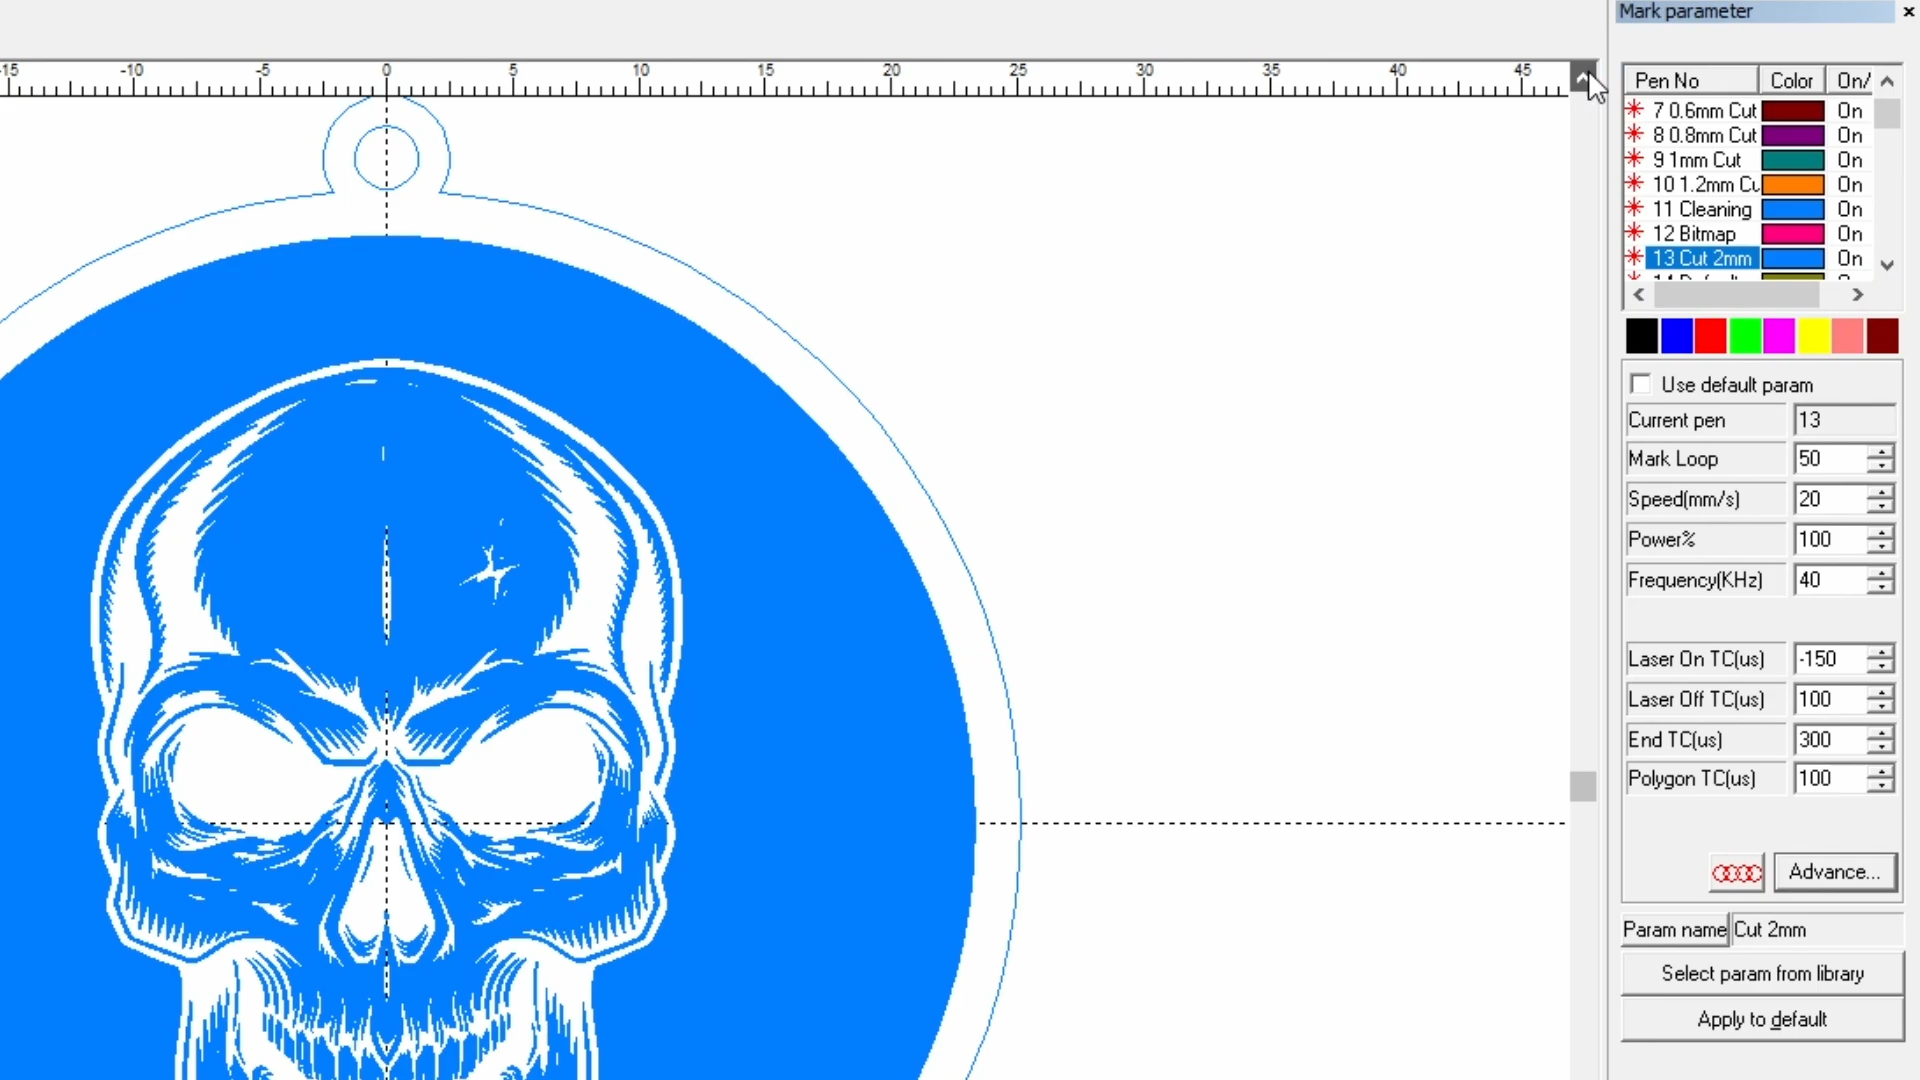 Mark parameter
-15 -10 -5 0 5 10 15 20 25 30 35 40 45
Pen No Color On/
7 0.6mm Cut On
8 0.8mm Cut On
9 1mm Cut On
10 1.2mm Cu On
11 Cleaning On
12 Bitmap On
13 Cut 2mm On
Use default param
Current pen 13
Mark Loop 50
Speed(mm/s) 20
Power% 100
Frequency(KHz) 40
Laser On TC(us) -150
Laser Off TC(us) 100
End TC(us) 300
Polygon TC(us) 100
Advance...
Param name Cut 2mm
Select param from library
Apply to default